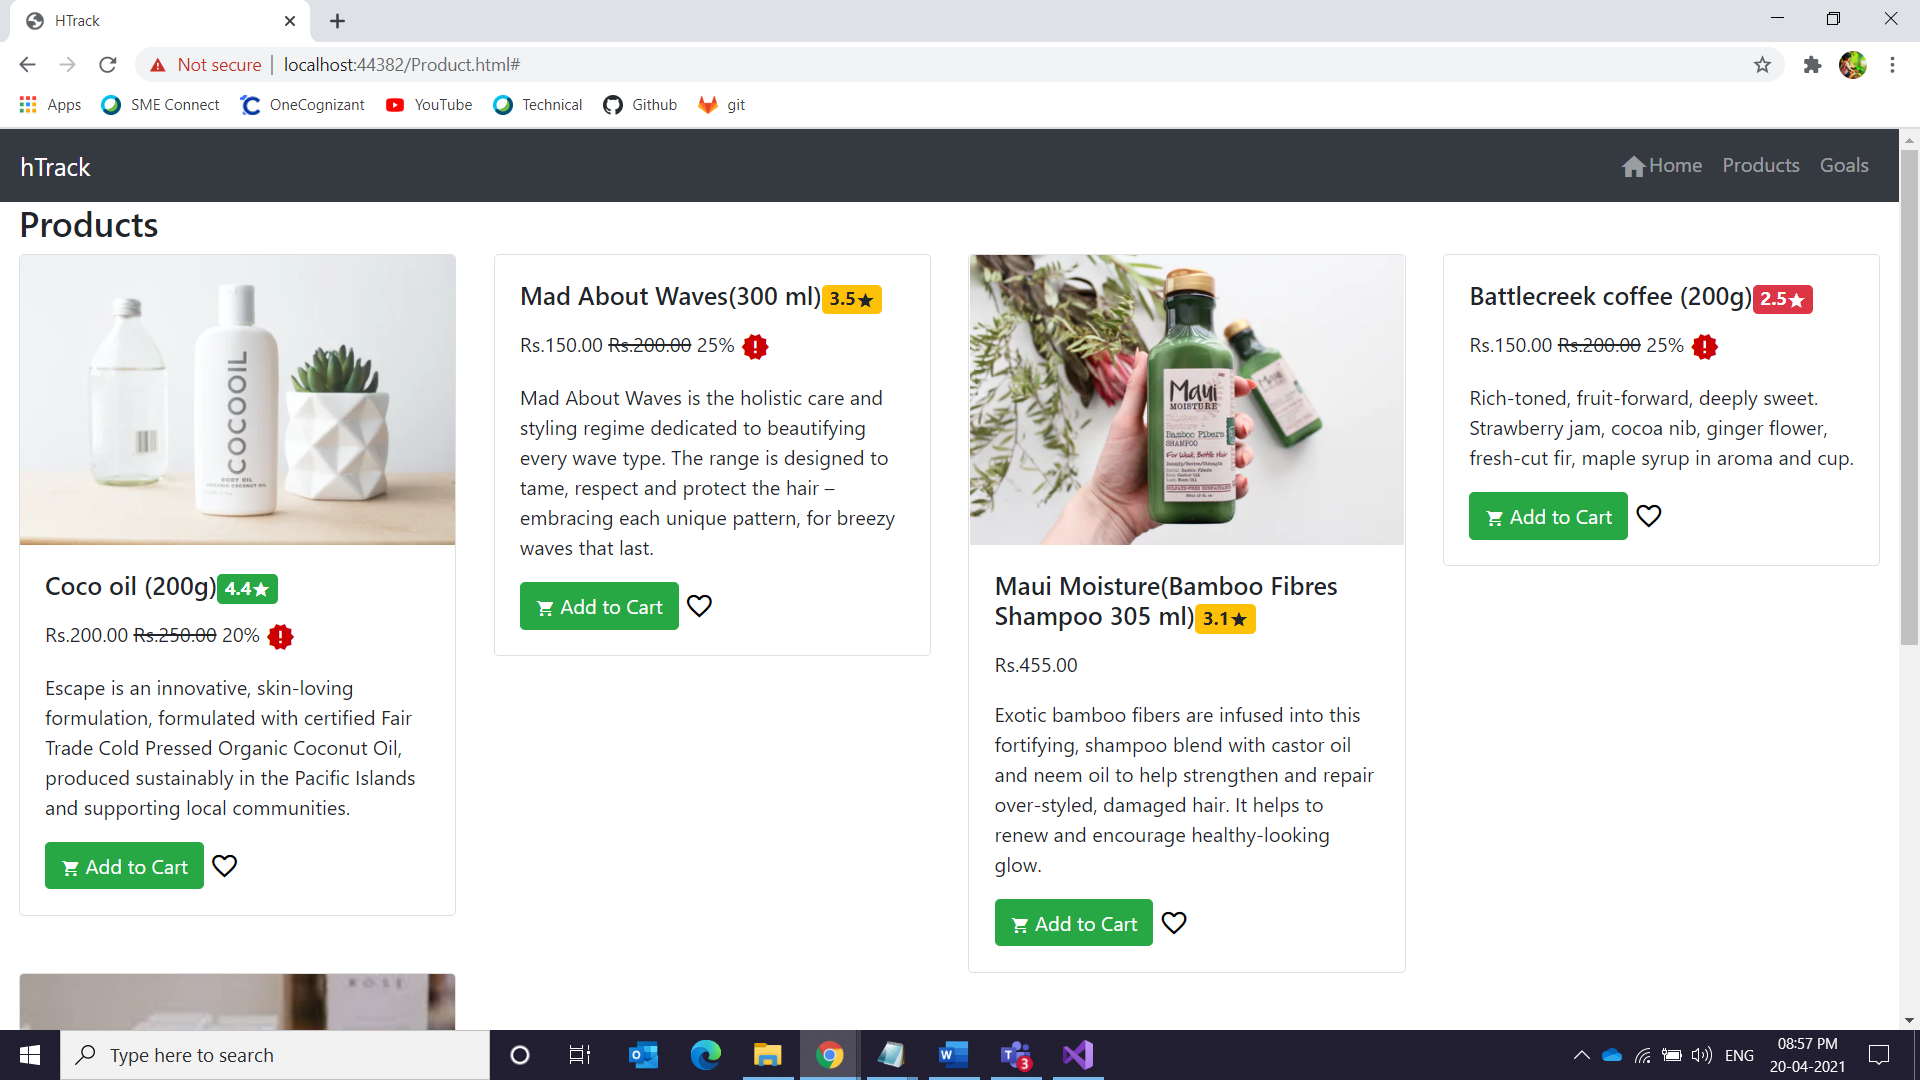 HTrack
Not secure
localhost:44382/Product.html#
Apps
SME Connect
OneCognizant
YouTube
Technical
Github
git
hTrack
Home
Products
Goals
Products
COCOOIL
BODY OIL
ORGANIC COCONUT OIL
Coco oil (200g) 4.4★
Rs.200.00 Rs.250.00 20%
Escape is an innovative, skin-loving
formulation, formulated with certified Fair
Trade Cold Pressed Organic Coconut Oil,
produced sustainably in the Pacific Islands
and supporting local communities.
Add to Cart
Mad About Waves(300 ml) 3.5★
Rs.150.00 Rs.200.00 25%
Mad About Waves is the holistic care and
styling regime dedicated to beautifying
every wave type. The range is designed to
tame, respect and protect the hair –
embracing each unique pattern, for breezy
waves that last.
Add to Cart
Maui
MOISTURE
Bamboo Fibers
SHAMPOO
For Weak, Brittle Hair
Maui Moisture(Bamboo Fibres
Shampoo 305 ml) 3.1★
Rs.455.00
Exotic bamboo fibers are infused into this
fortifying, shampoo blend with castor oil
and neem oil to help strengthen and repair
over-styled, damaged hair. It helps to
renew and encourage healthy-looking
glow.
Add to Cart
Battlecreek coffee (200g) 2.5★
Rs.150.00 Rs.200.00 25%
Rich-toned, fruit-forward, deeply sweet.
Strawberry jam, cocoa nib, ginger flower,
fresh-cut fir, maple syrup in aroma and cup.
Add to Cart
Type here to search
3
ENG
08:57 PM
20-04-2021